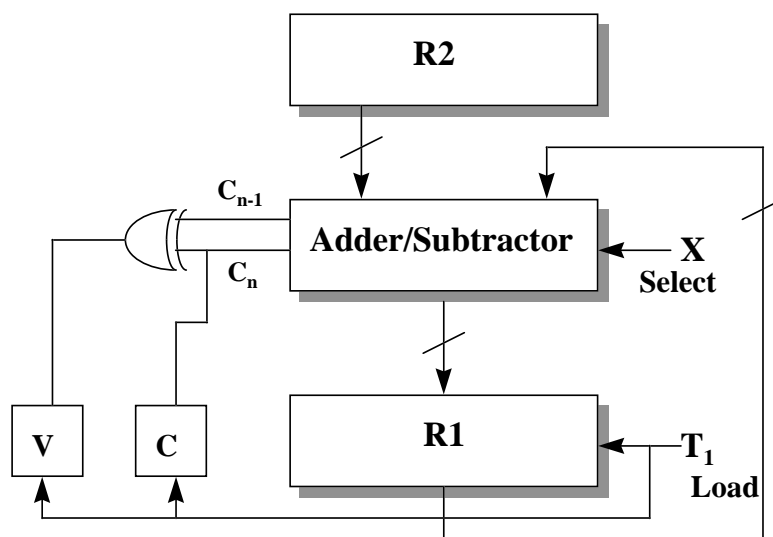 R2
C_{n-1}
Adder/Subtractor
C_n
X
Select
V
C
R1
T_1
Load